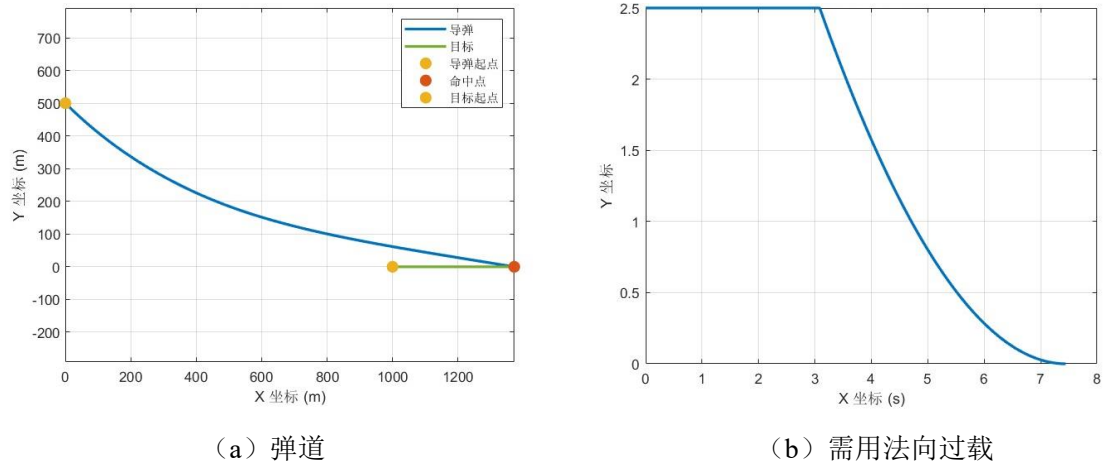 700
600
500
400
300
200
100
0
-100
-200
Y 坐标 (m)
0 200 400 600 800 1000 1200
X 坐标 (m)
导弹
目标
导弹起点
命中点
目标起点
(a) 弹道
2.5
2
1.5
1
0.5
0
Y 坐标
0 1 2 3 4 5 6 7 8
X 坐标 (s)
(b) 需用法向过载